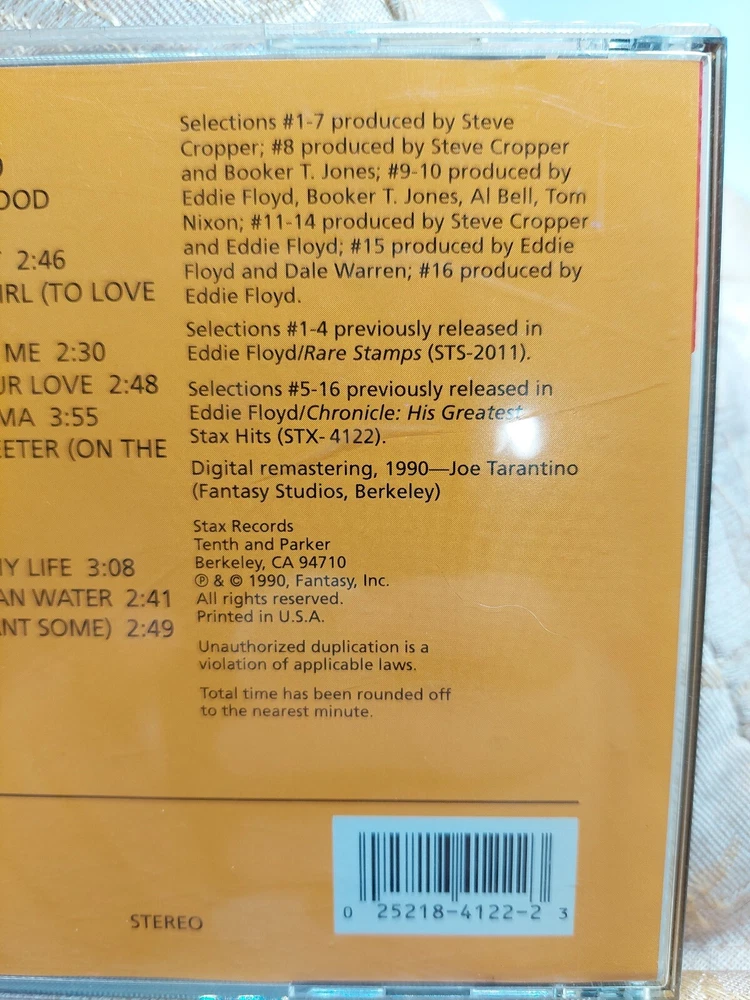 OOD
2:46
IRL (TO LOVE
ME 2:30
UR LOVE 2:48
MA 3:55
EETER (ON THE
MY LIFE 3:08
AN WATER 2:41
ANT SOME) 2:49
Selections #1-7 produced by Steve
Cropper; #8 produced by Steve Cropper
and Booker T. Jones; #9-10 produced by
Eddie Floyd, Booker T. Jones, Al Bell, Tom
Nixon; #11-14 produced by Steve Cropper
and Eddie Floyd; #15 produced by Eddie
Floyd and Dale Warren; #16 produced by
Eddie Floyd.
Selections #1-4 previously released in
Eddie Floyd/Rare Stamps (STS-2011).
Selections #5-16 previously released in
Eddie Floyd/Chronicle: His Greatest
Stax Hits (STX- 4122).
Digital remastering, 1990—Joe Tarantino
(Fantasy Studios, Berkeley)
Stax Records
Tenth and Parker
Berkeley, CA 94710
℗ & © 1990, Fantasy, Inc.
All rights reserved.
Printed in U.S.A.
Unauthorized duplication is a
violation of applicable laws.
Total time has been rounded off
to the nearest minute.
STEREO
0 25218-4122-2 3